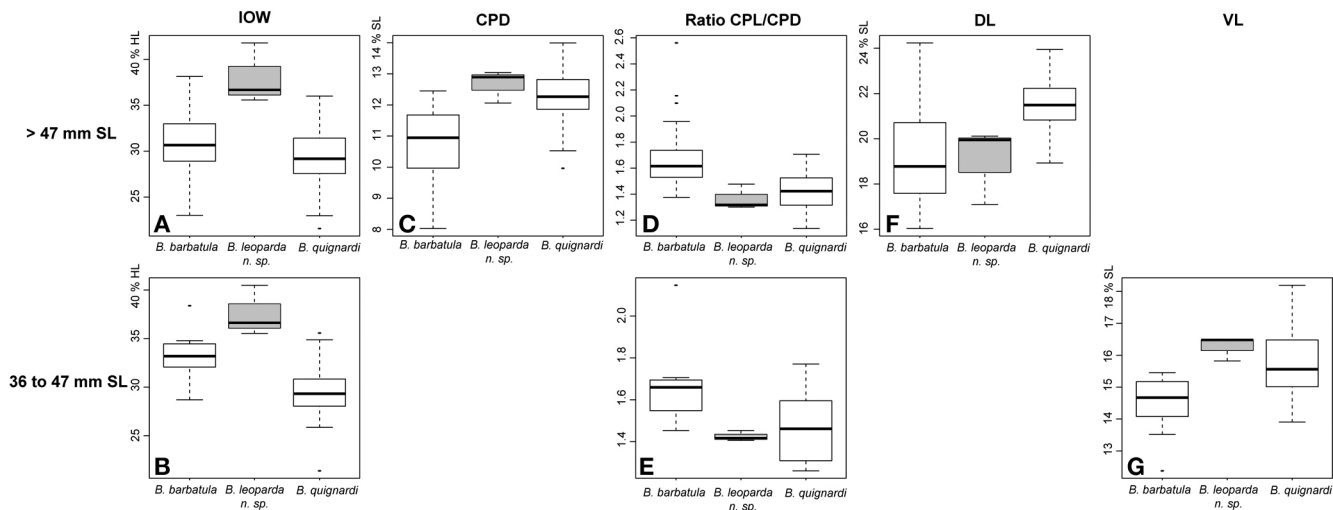 IOW CPD Ratio CPL/CPD DL VL
> 47 mm SL
25 30 35 40 % HL
A
B. barbatula B. leoparda n. sp. B. quignardi
8 9 10 11 12 13 14 % SL
C
B. barbatula B. leoparda n. sp. B. quignardi
1.2 1.4 1.6 1.8 2.0 2.2 2.4 2.6
D
B. barbatula B. leoparda n. sp. B. quignardi
16 18 20 22 24 % SL
F
B. barbatula B. leoparda n. sp. B. quignardi
36 to 47 mm SL
25 30 35 40 % HL
B
B. barbatula B. leoparda n. sp. B. quignardi
1.4 1.6 1.8 2.0
E
B. barbatula B. leoparda n. sp. B. quignardi
13 14 15 16 17 18 % SL
G
B. barbatula B. leoparda n. sp. B. quignardi